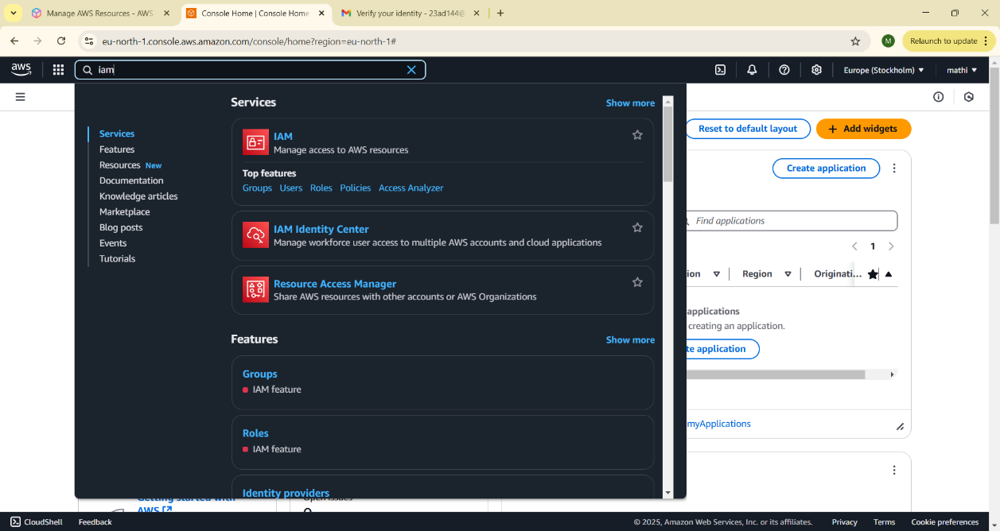 Manage AWS Resources - AWS
Console Home | Console Home
Verify your identity - 23ad144@
eu-north-1.console.aws.amazon.com/console/home?region=eu-north-1#
M
Relaunch to update
aws
iam
Europe (Stockholm)
mathi
Services
Features
Resources New
Documentation
Knowledge articles
Marketplace
Blog posts
Events
Tutorials
Services
Show more
IAM
Manage access to AWS resources
Top features
Groups Users Roles Policies Access Analyzer
IAM Identity Center
Manage workforce user access to multiple AWS accounts and cloud applications
Resource Access Manager
Share AWS resources with other accounts or AWS Organizations
Features
Show more
Groups
IAM feature
Roles
IAM feature
Identity providers
Reset to default layout
+ Add widgets
Create application
Find applications
1
ion
Region
Originati...
applications
creating an application.
te application
myApplications
Getting started with
AWS
Open issues
0
CloudShell
Feedback
© 2025, Amazon Web Services, Inc. or its affiliates.
Privacy
Terms
Cookie preferences